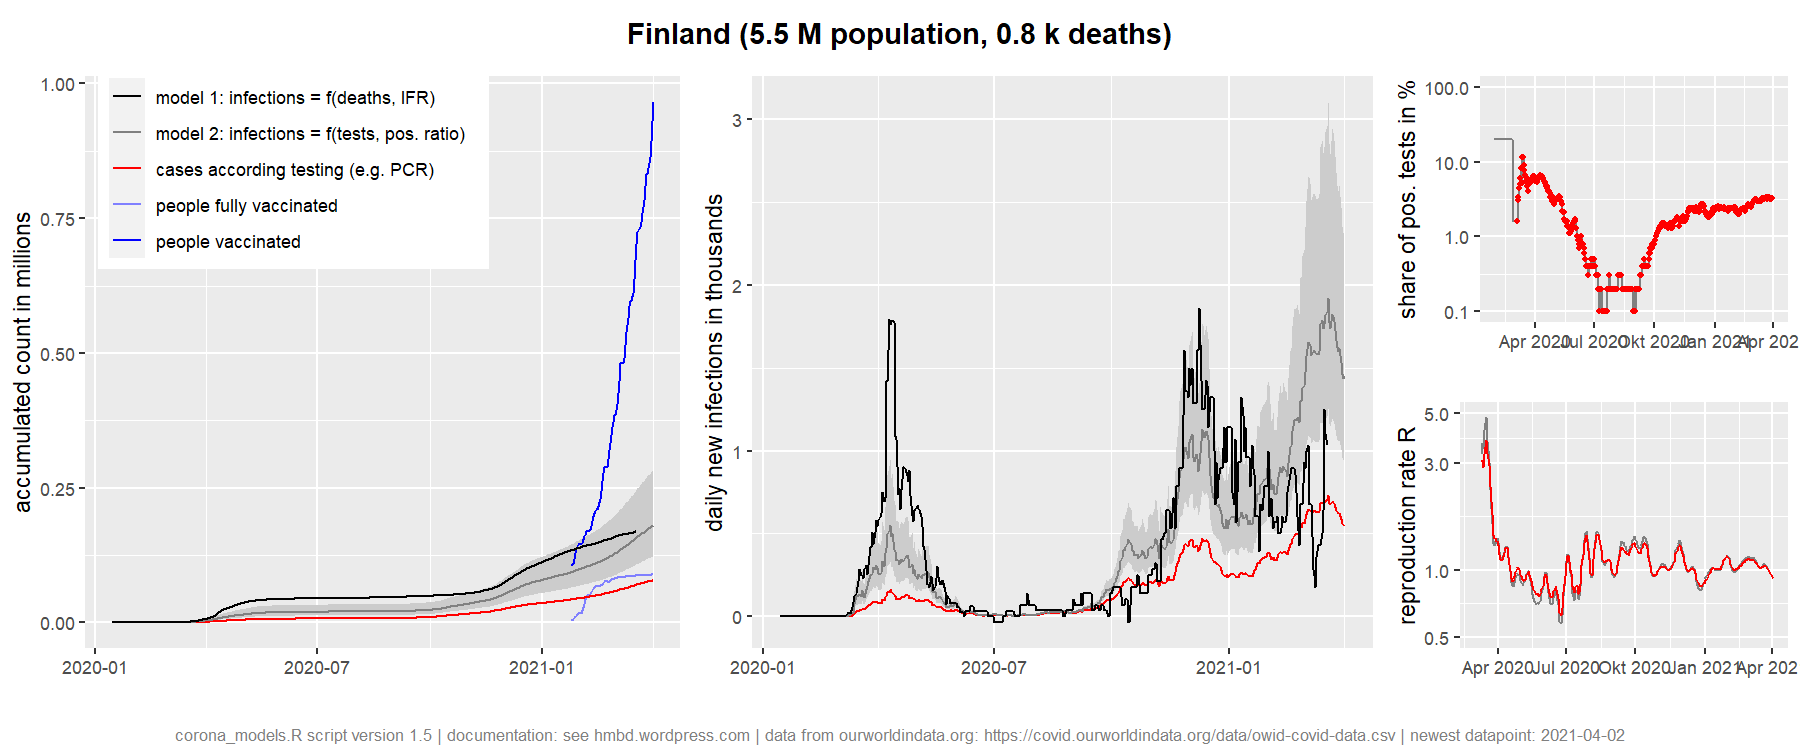 Finland (5.5 M population, 0.8 k deaths)
accumulated count in millions
1.00
0.75
0.50
0.25
0.00
model 1: infections = f(deaths, IFR)
model 2: infections = f(tests, pos. ratio)
cases according testing (e.g. PCR)
people fully vaccinated
people vaccinated
2020-01 2020-07 2021-01
daily new infections in thousands
3
2
1
0
2020-01 2020-07 2021-01
share of pos. tests in %
100.0
10.0
1.0
0.1
Apr 2020 Jul 2020 Okt 2020 Jan 2021 Apr 202
reproduction rate R
5.0
3.0
1.0
0.5
Apr 2020 Jul 2020 Okt 2020 Jan 2021 Apr 202
corona_models.R script version 1.5 | documentation: see hmbd.wordpress.com | data from ourworldindata.org: https://covid.ourworldindata.org/data/owid-covid-data.csv | newest datapoint: 2021-04-02